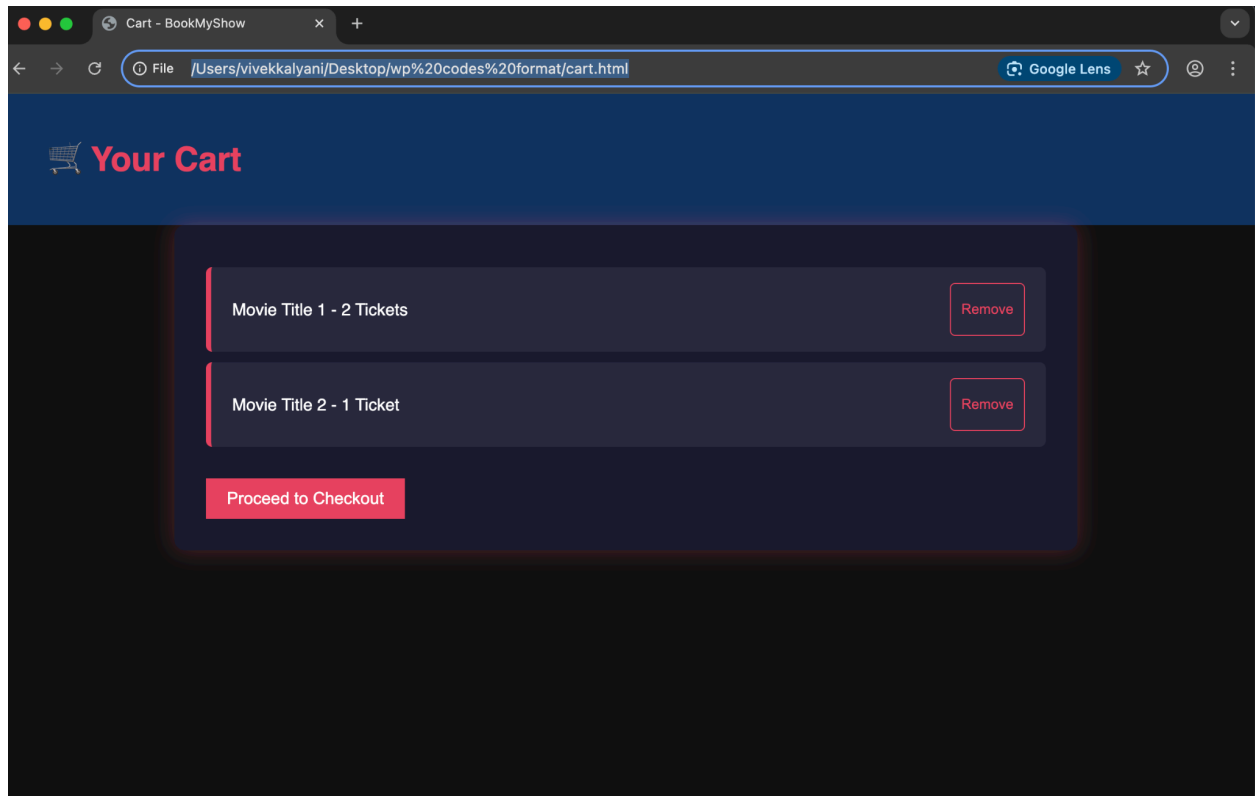 Cart - BookMyShow
File /Users/vivekkalyani/Desktop/wp%20codes%20format/cart.html Google Lens
🛒 Your Cart
Movie Title 1 - 2 Tickets Remove
Movie Title 2 - 1 Ticket Remove
Proceed to Checkout